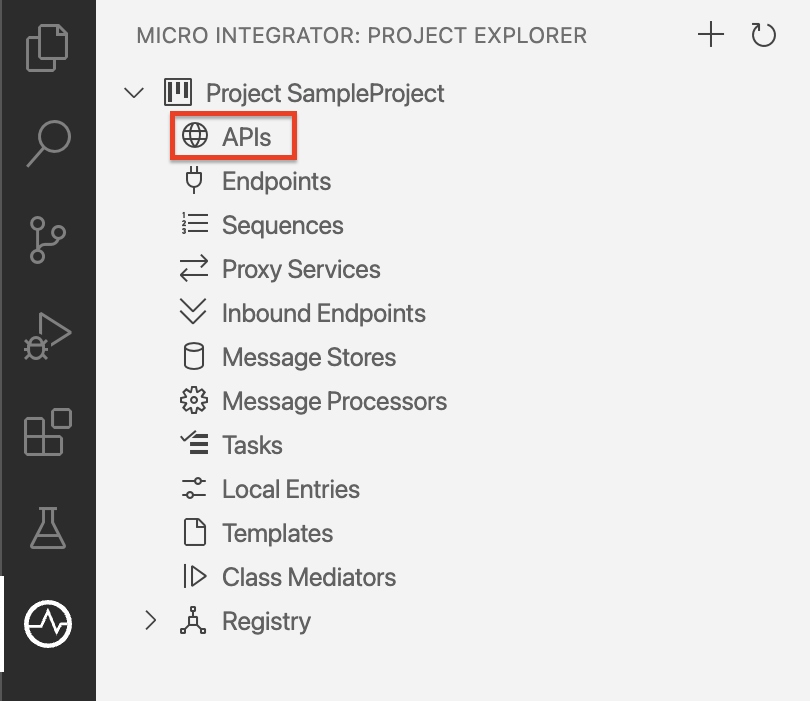 MICRO INTEGRATOR: PROJECT EXPLORER
Project SampleProject
APIs
Endpoints
Sequences
Proxy Services
Inbound Endpoints
Message Stores
Message Processors
Tasks
Local Entries
Templates
Class Mediators
Registry